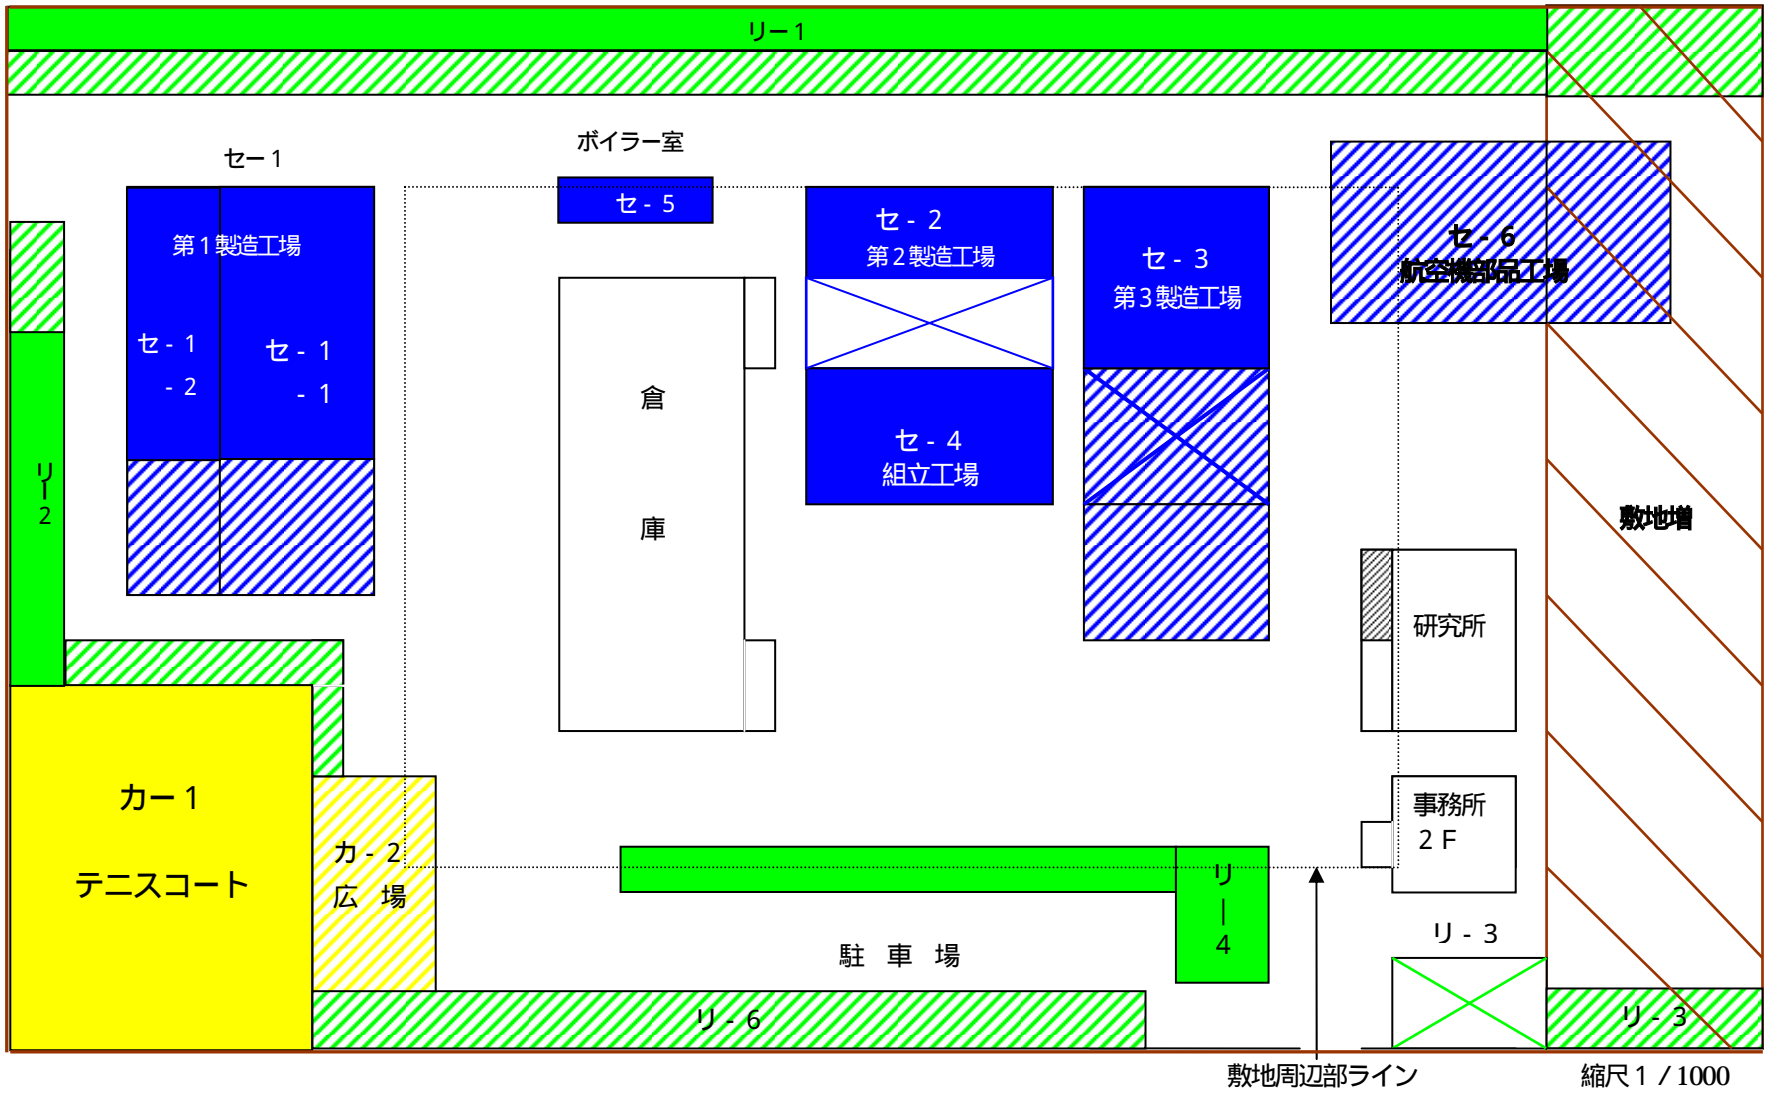 リー1
ボイラー室
セー1
セ-5
セ-2
第2製造工場
セ-3
第3製造工場
セ-6
航空機部品工場
第1製造工場
セ-1
-2
セ-1
-1
倉
庫
セ-4
組立工場
リー2
敷地増
研究所
カー1
テニスコート
カ-2
広 場
事務所
2F
リ
ー
4
駐 車 場
リ-3
リ-6
リ-3
敷地周辺部ライン
縮尺1/1000